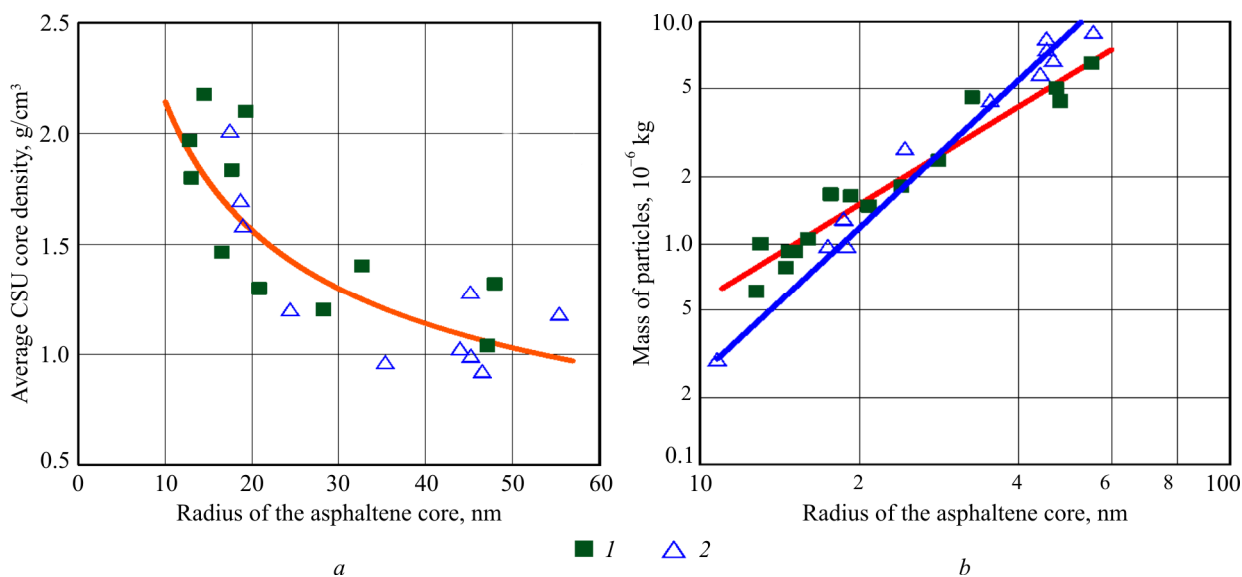 Average CSU core density, g/cm³
2.5
2.0
1.5
1.0
0.5
0 10 20 30 40 50 60
Radius of the asphaltene core, nm
a
Mass of particles, 10⁻⁶ kg
10.0
5
2
1.0
5
2
0.1
10 2 4 6 8 100
Radius of the asphaltene core, nm
b
1 2